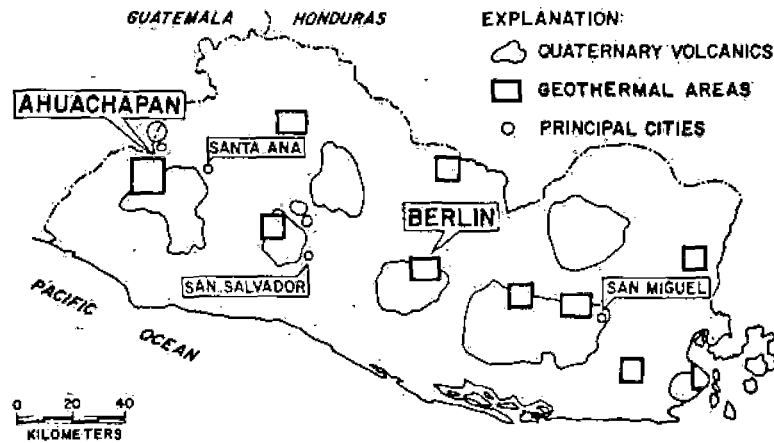 GUATEMALA
HONDURAS
EXPLANATION:
QUATERNARY VOLCANICS
GEOTHERMAL AREAS
PRINCIPAL CITIES
AHUACHAPAN
SANTA ANA
BERLIN
SAN SALVADOR
SAN MIGUEL
PACIFIC
OCEAN
0 20 40
KILOMETERS